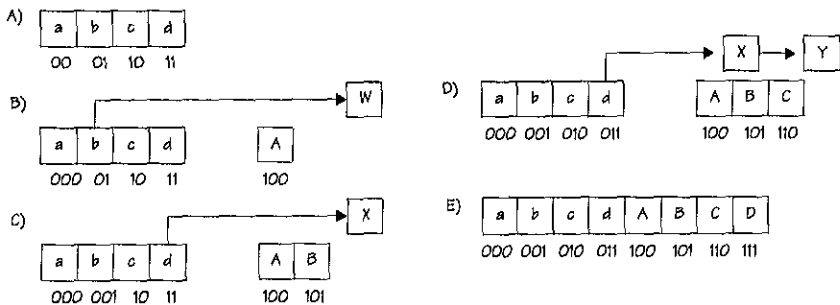 A)
a b c d
00 01 10 11
B)
W
a b c d A
000 01 10 11 100
C)
X
a b c d A B
000 001 10 11 100 101
D)
X Y
a b c d A B C
000 001 010 011 100 101 110
E)
a b c d A B C D
000 001 010 011 100 101 110 111